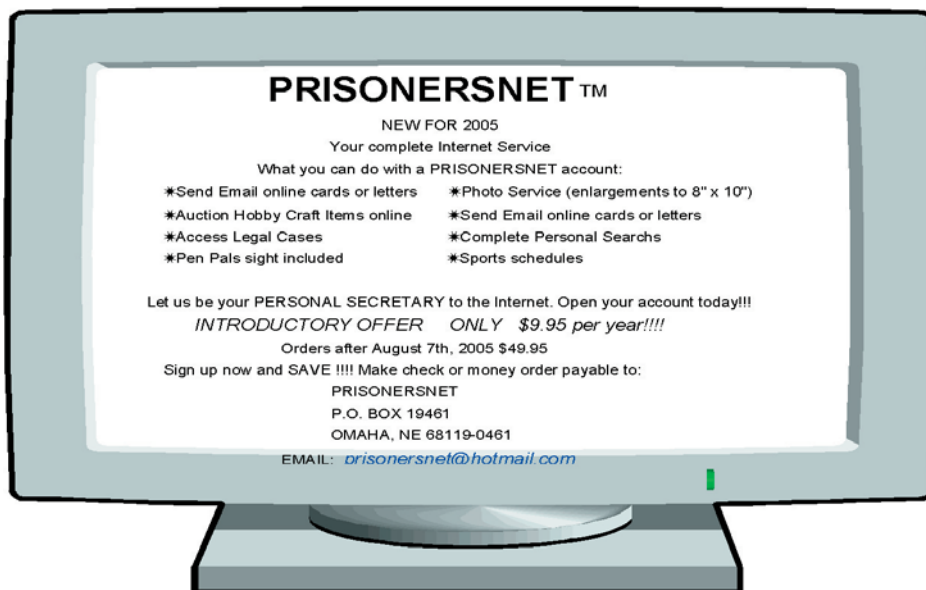 PRISONERSNET TM
NEW FOR 2005
Your complete Internet Service
What you can do with a PRISONERSNET account:
✷Send Email online cards or letters ✷Photo Service (enlargements to 8" x 10")
✷Auction Hobby Craft Items online ✷Send Email online cards or letters
✷Access Legal Cases ✷Complete Personal Searchs
✷Pen Pals sight included ✷Sports schedules
Let us be your PERSONAL SECRETARY to the Internet. Open your account today!!!
INTRODUCTORY OFFER ONLY $9.95 per year!!!!
Orders after August 7th, 2005 $49.95
Sign up now and SAVE !!!! Make check or money order payable to:
PRISONERSNET
P.O. BOX 19461
OMAHA, NE 68119-0461
EMAIL: prisonersnet@hotmail.com